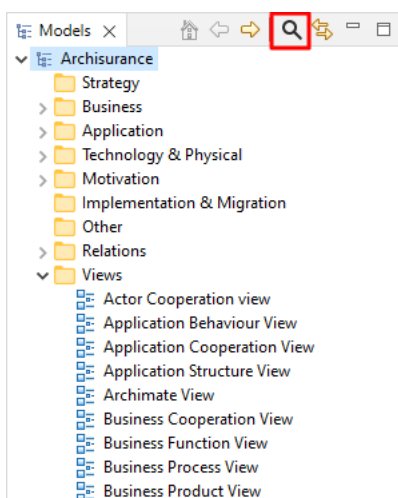 Models
Archisurance
Strategy
Business
Application
Technology & Physical
Motivation
Implementation & Migration
Other
Relations
Views
Actor Cooperation view
Application Behaviour View
Application Cooperation View
Application Structure View
Archimate View
Business Cooperation View
Business Function View
Business Process View
Business Product View